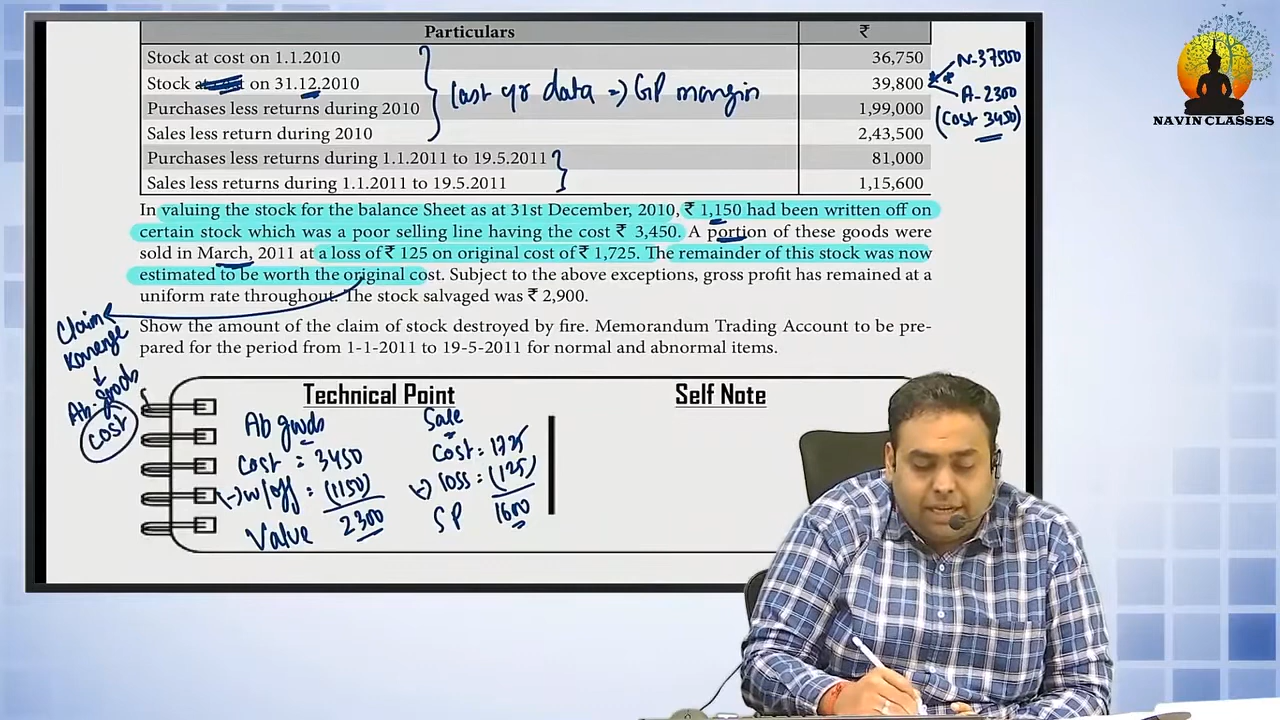 Particulars ₹
Stock at cost on 1.1.2010 36,750
Stock on 31.12.2010 39,800
Purchases less returns during 2010 1,99,000
Sales less return during 2010 2,43,500
Purchases less returns during 1.1.2011 to 19.5.2011 81,000
Sales less returns during 1.1.2011 to 19.5.2011 1,15,600
Last yr data => GP margin
N-37500
A-2300
(Cost 3450)
NAVIN CLASSES
In valuing the stock for the balance Sheet as at 31st December, 2010, ₹ 1,150 had been written off on
certain stock which was a poor selling line having the cost ₹ 3,450. A portion of these goods were
sold in March, 2011 at a loss of ₹ 125 on original cost of ₹ 1,725. The remainder of this stock was now
estimated to be worth the original cost. Subject to the above exceptions, gross profit has remained at a
uniform rate throughout. The stock salvaged was ₹ 2,900.
Show the amount of the claim of stock destroyed by fire. Memorandum Trading Account to be pre-
pared for the period from 1-1-2011 to 19-5-2011 for normal and abnormal items.
Claim
Karenge
Ab-goods
cost
Technical Point
Self Note
Ab goods
Cost = 3450
(-) w/off = (1150)
Value 2300
Sale
Cost = 1725
(-) loss = (125)
SP 1600